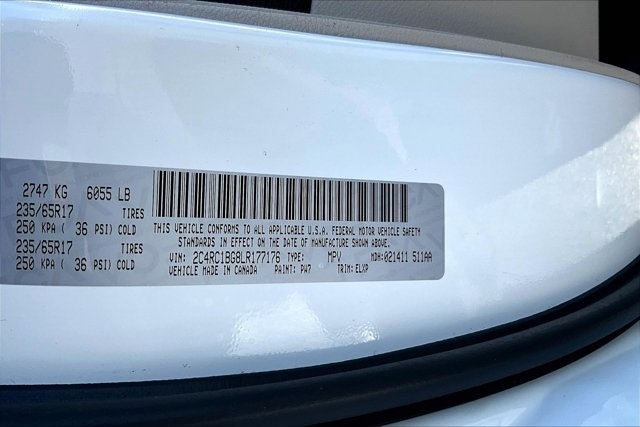 2747 KG 6055 LB
235/65R17 TIRES
250 KPA ( 36 PSI) COLD
235/65R17 TIRES
250 KPA ( 36 PSI) COLD
THIS VEHICLE CONFORMS TO ALL APPLICABLE U.S.A. FEDERAL MOTOR VEHICLE SAFETY
STANDARDS IN EFFECT ON THE DATE OF MANUFACTURE SHOWN ABOVE.
VIN: 2C4RC1BG8LR177176 TYPE: MPV MDH:021411 511AA
VEHICLE MADE IN CANADA PAINT: PW7 TRIM: ELXP